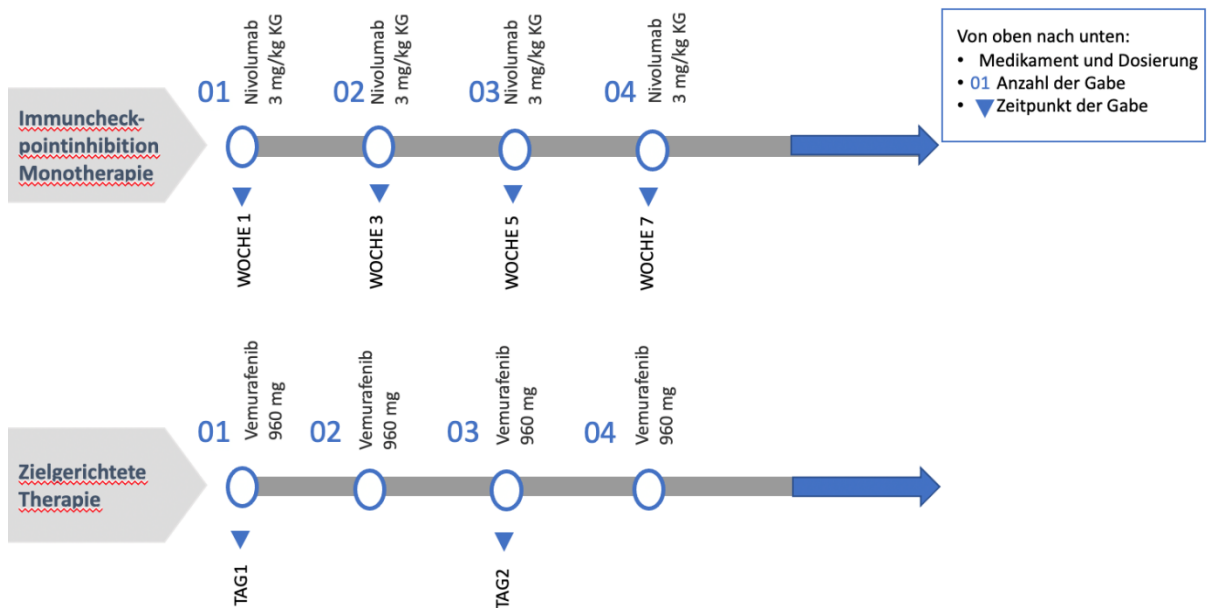 Immuncheck-
pointinhibition
Monotherapie
01
Nivolumab
3 mg/kg KG
02
Nivolumab
3 mg/kg KG
03
Nivolumab
3 mg/kg KG
04
Nivolumab
3 mg/kg KG
WOCHE 1
WOCHE 3
WOCHE 5
WOCHE 7
Von oben nach unten:
• Medikament und Dosierung
• 01 Anzahl der Gabe
• Zeitpunkt der Gabe
Zielgerichtete
Therapie
01
Vemurafenib
960 mg
02
Vemurafenib
960 mg
03
Vemurafenib
960 mg
04
Vemurafenib
960 mg
TAG1
TAG2